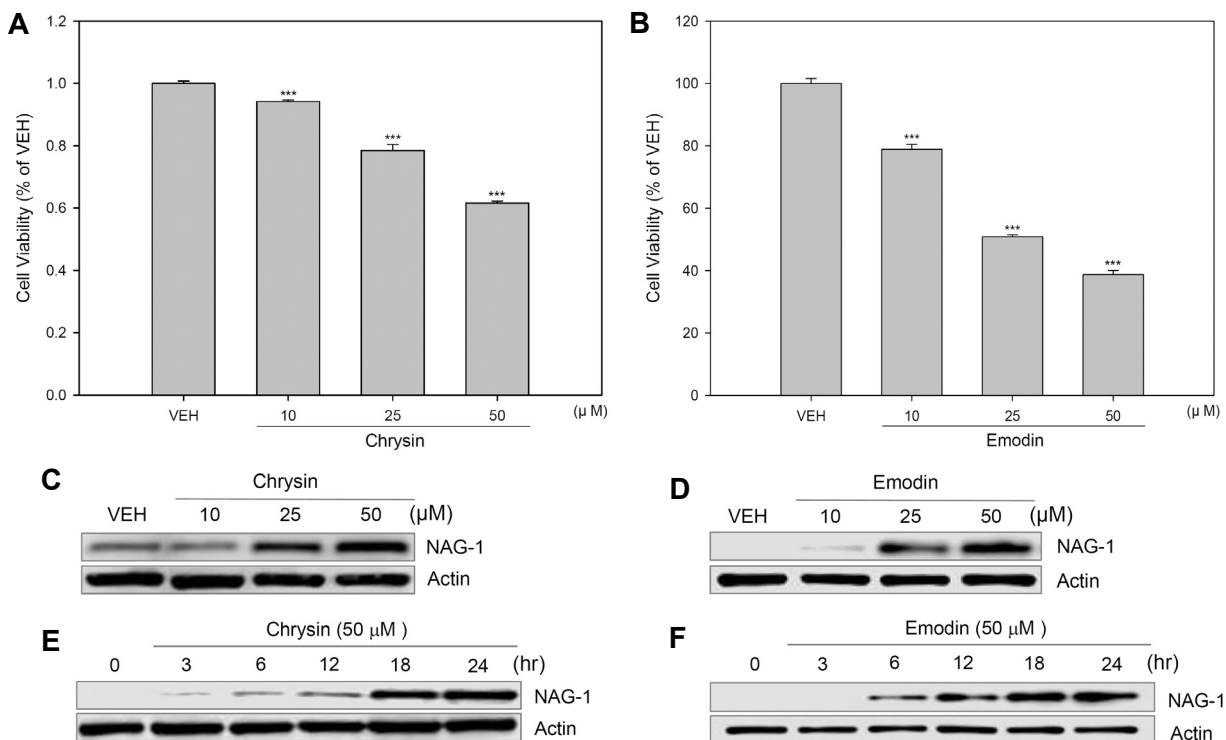 A
1.2
1.0
0.8
0.6
0.4
0.2
0.0
Cell Viability (% of VEH)
***
***
***
VEH 10 25 50 (μ M)
Chrysin
B
120
100
80
60
40
20
0
Cell Viability (% of VEH)
***
***
***
VEH 10 25 50 (μ M)
Emodin
C
Chrysin
VEH 10 25 50 (μM)
NAG-1
Actin
D
Emodin
VEH 10 25 50 (μM)
NAG-1
Actin
E
Chrysin (50 μM )
0 3 6 12 18 24 (hr)
NAG-1
Actin
F
Emodin (50 μM )
0 3 6 12 18 24 (hr)
NAG-1
Actin